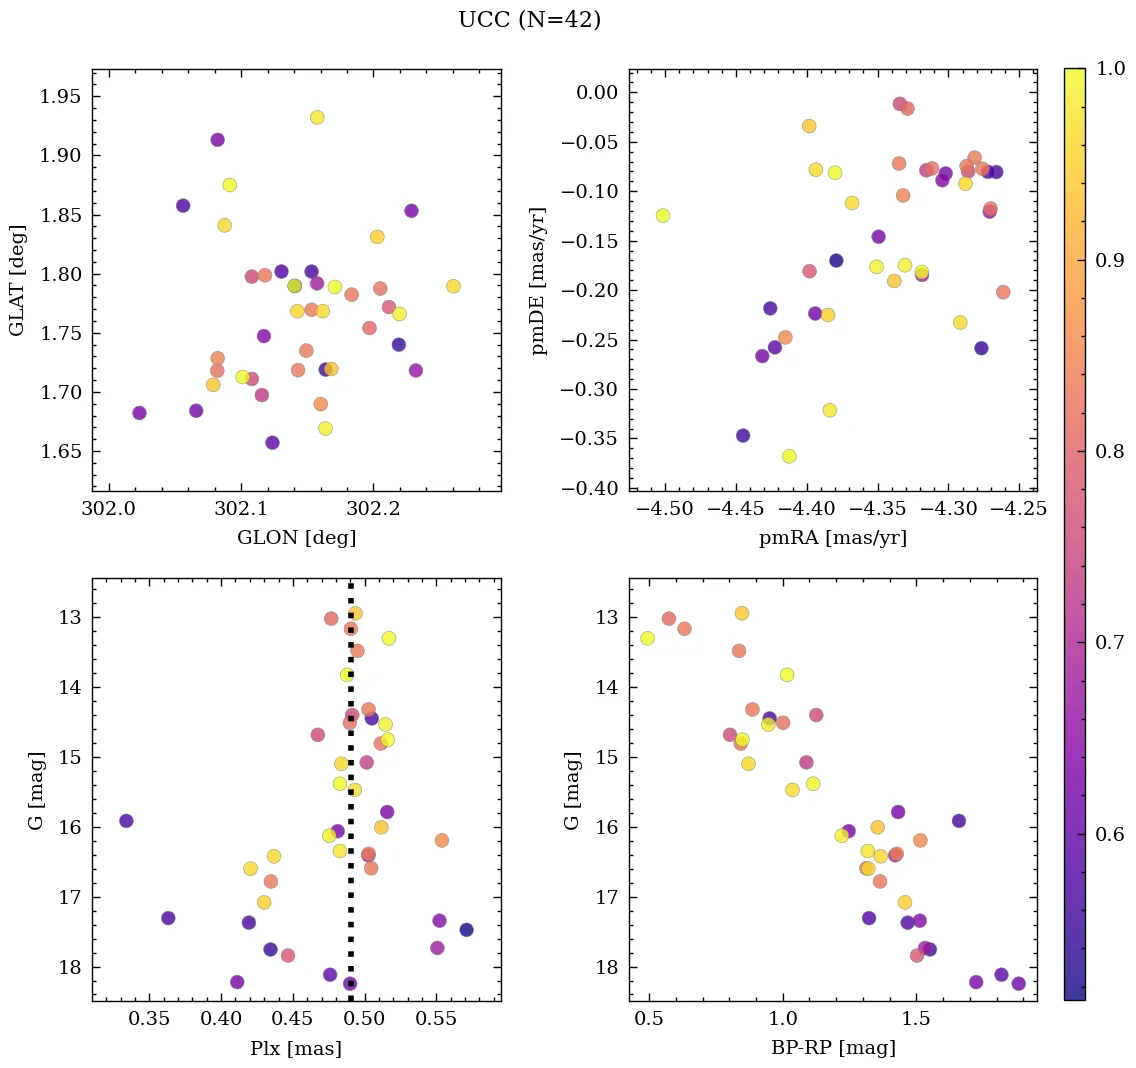 UCC (N=42)
1.95
1.90
1.85
1.80
1.75
1.70
1.65
GLAT [deg]
302.0 302.1 302.2
GLON [deg]
0.00
−0.05
−0.10
−0.15
−0.20
−0.25
−0.30
−0.35
−0.40
pmDE [mas/yr]
−4.50 −4.45 −4.40 −4.35 −4.30 −4.25
pmRA [mas/yr]
13
14
15
16
17
18
G [mag]
0.35 0.40 0.45 0.50 0.55
Plx [mas]
13
14
15
16
17
18
G [mag]
0.5 1.0 1.5
BP-RP [mag]
1.0
0.9
0.8
0.7
0.6